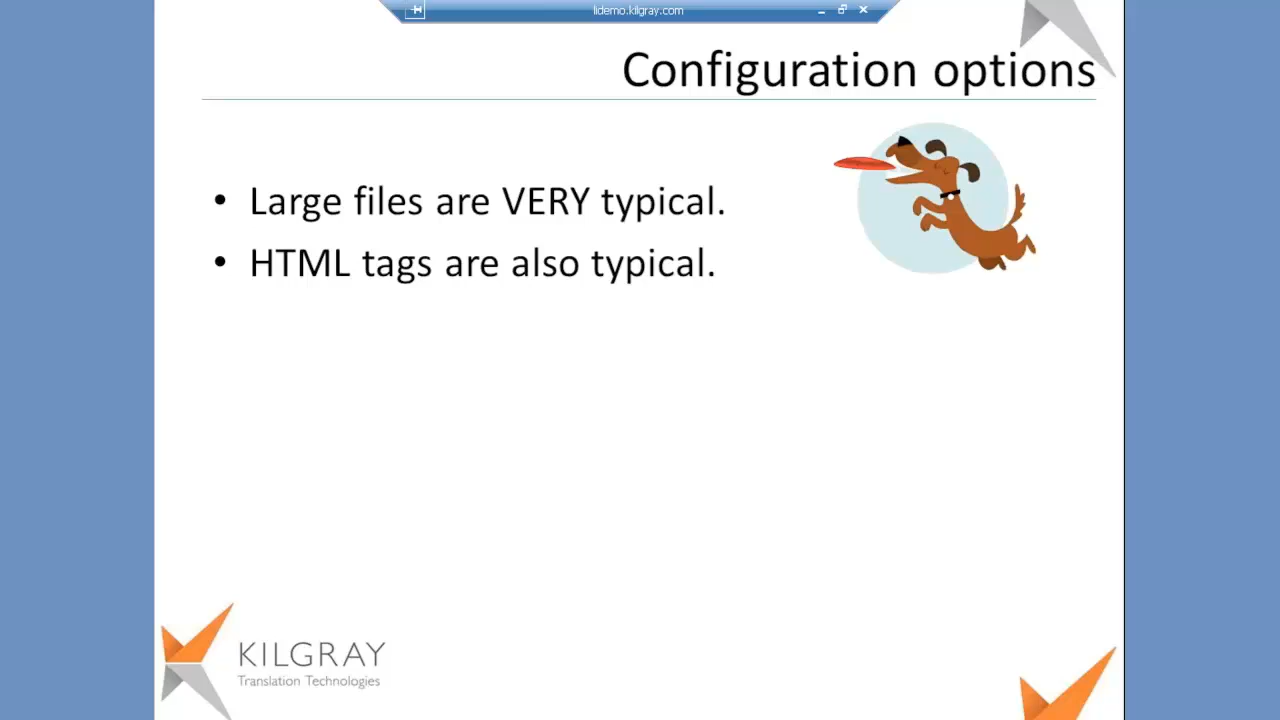 lidemo.kilgray.com
Configuration options
• Large files are VERY typical.
• HTML tags are also typical.
KILGRAY
Translation Technologies